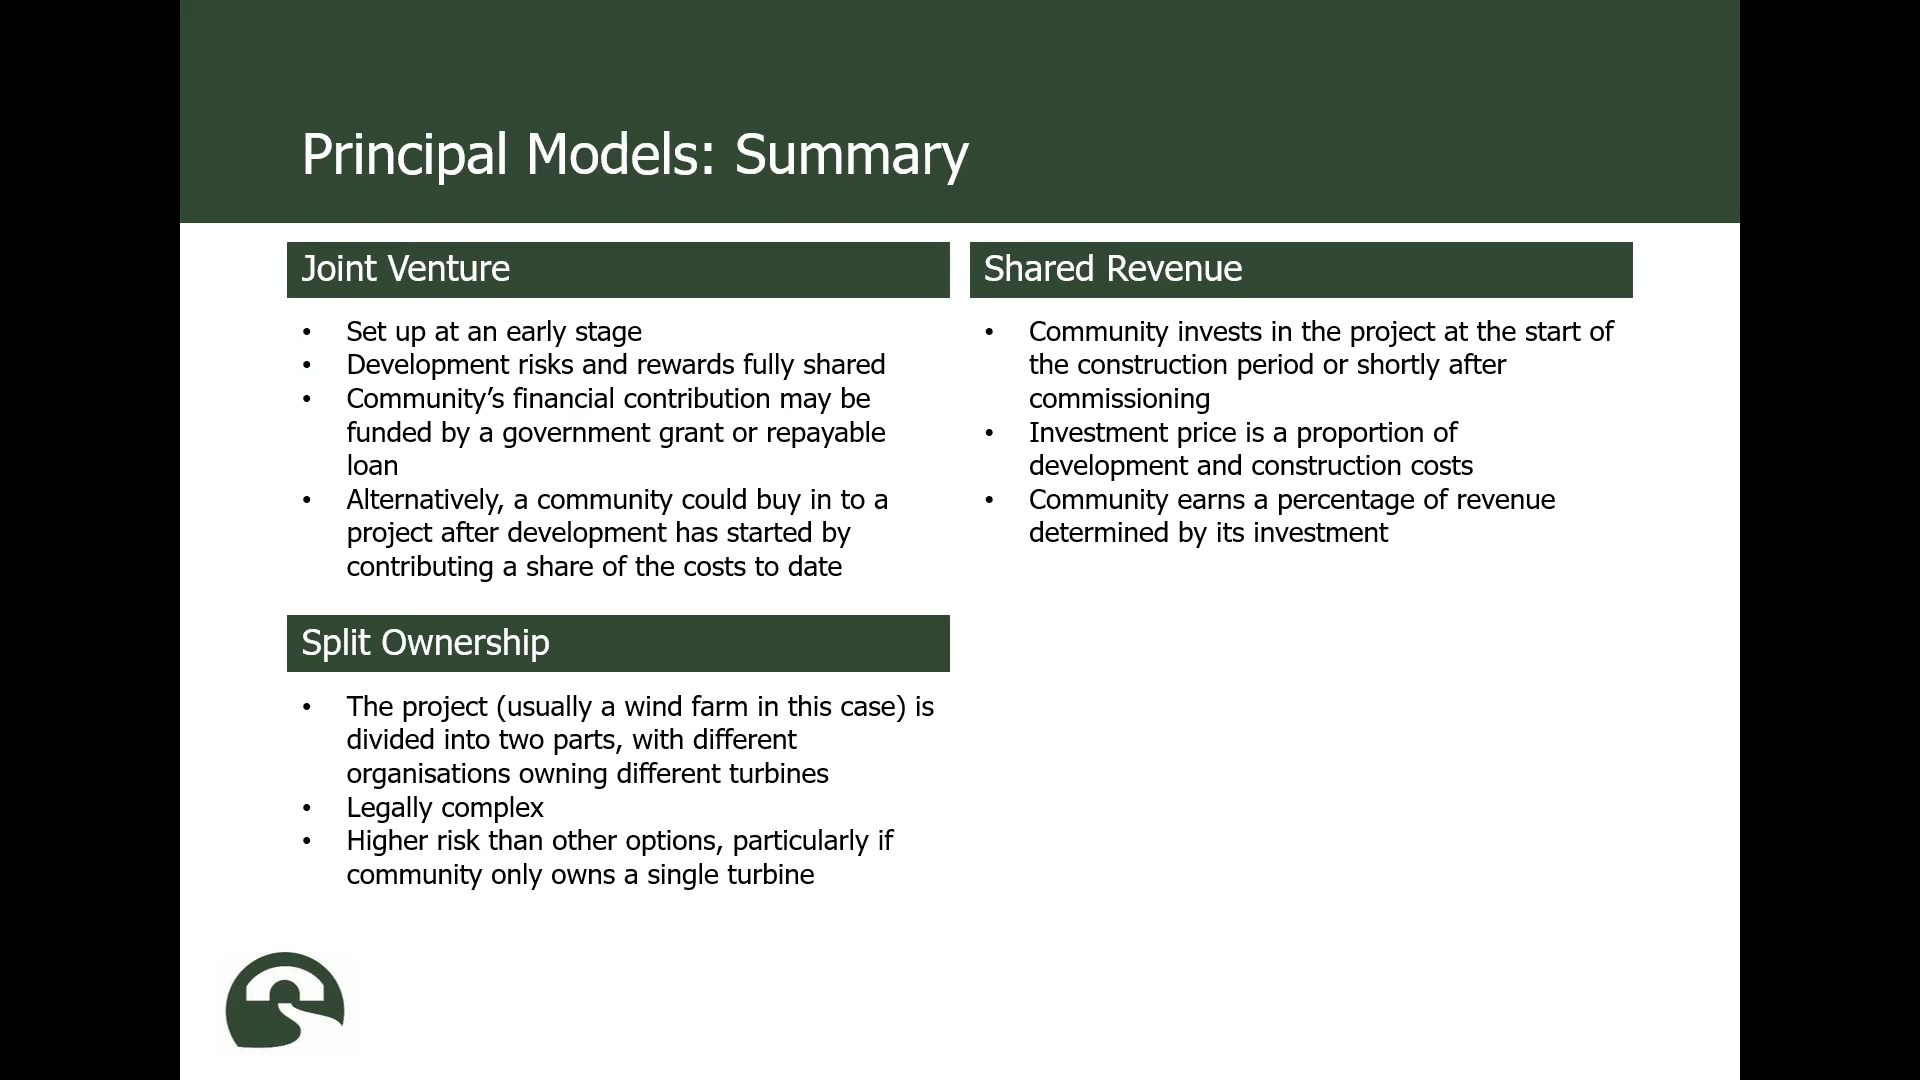 Principal Models: Summary
Joint Venture
• Set up at an early stage
• Development risks and rewards fully shared
• Community’s financial contribution may be
funded by a government grant or repayable
loan
• Alternatively, a community could buy in to a
project after development has started by
contributing a share of the costs to date
Split Ownership
• The project (usually a wind farm in this case) is
divided into two parts, with different
organisations owning different turbines
• Legally complex
• Higher risk than other options, particularly if
community only owns a single turbine
Shared Revenue
• Community invests in the project at the start of
the construction period or shortly after
commissioning
• Investment price is a proportion of
development and construction costs
• Community earns a percentage of revenue
determined by its investment